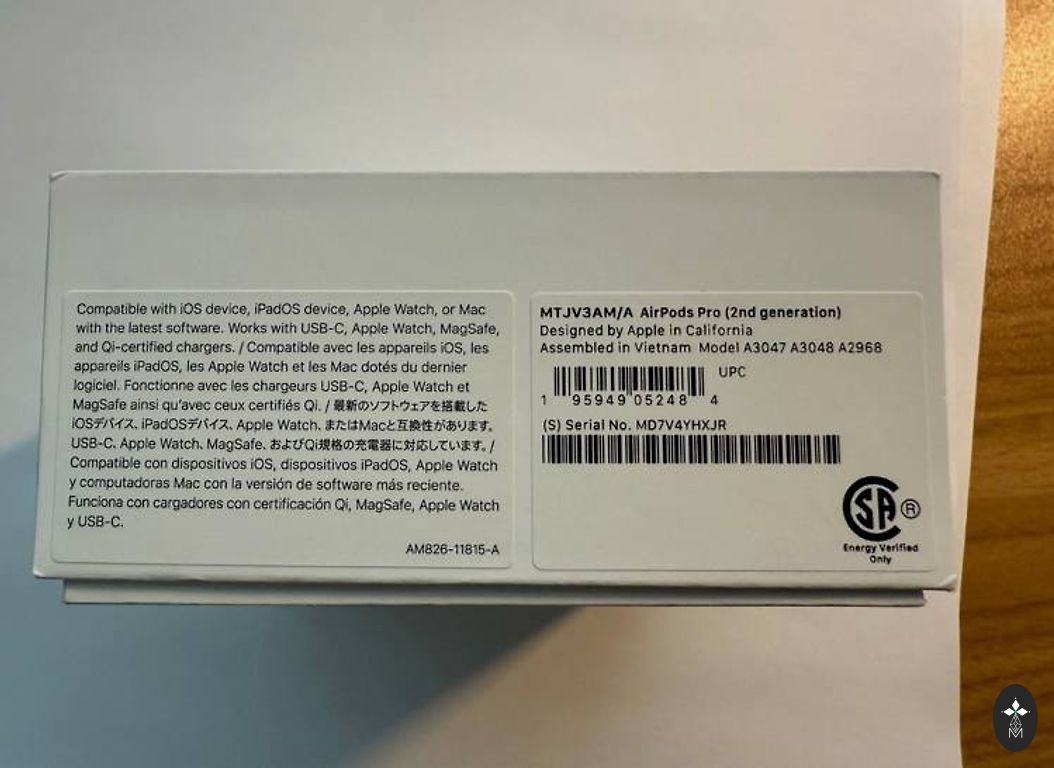 Compatible with iOS device, iPadOS device, Apple Watch, or Mac
with the latest software. Works with USB-C, Apple Watch, MagSafe,
and Qi-certified chargers. / Compatible avec les appareils iOS, les
appareils iPadOS, les Apple Watch et les Mac dotés du dernier
logiciel. Fonctionne avec les chargeurs USB-C, Apple Watch et
MagSafe ainsi qu'avec ceux certifiés Qi. / 最新のソフトウェアを搭載した
iOSデバイス、iPadOSデバイス、Apple Watch、またはMacと互換性があります。
USB-C、Apple Watch、MagSafe、およびQi規格の充電器に対応しています。/
Compatible con dispositivos iOS, dispositivos iPadOS, Apple Watch
y computadoras Mac con la versión de software más reciente.
Funciona con cargadores con certificación Qi, MagSafe, Apple Watch
y USB-C.
AM826-11815-A
MTJV3AM/A AirPods Pro (2nd generation)
Designed by Apple in California
Assembled in Vietnam Model A3047 A3048 A2968
UPC
1 95949 05248 4
(S) Serial No. MD7V4YHXJR
SA ®
Energy Verified
Only
M